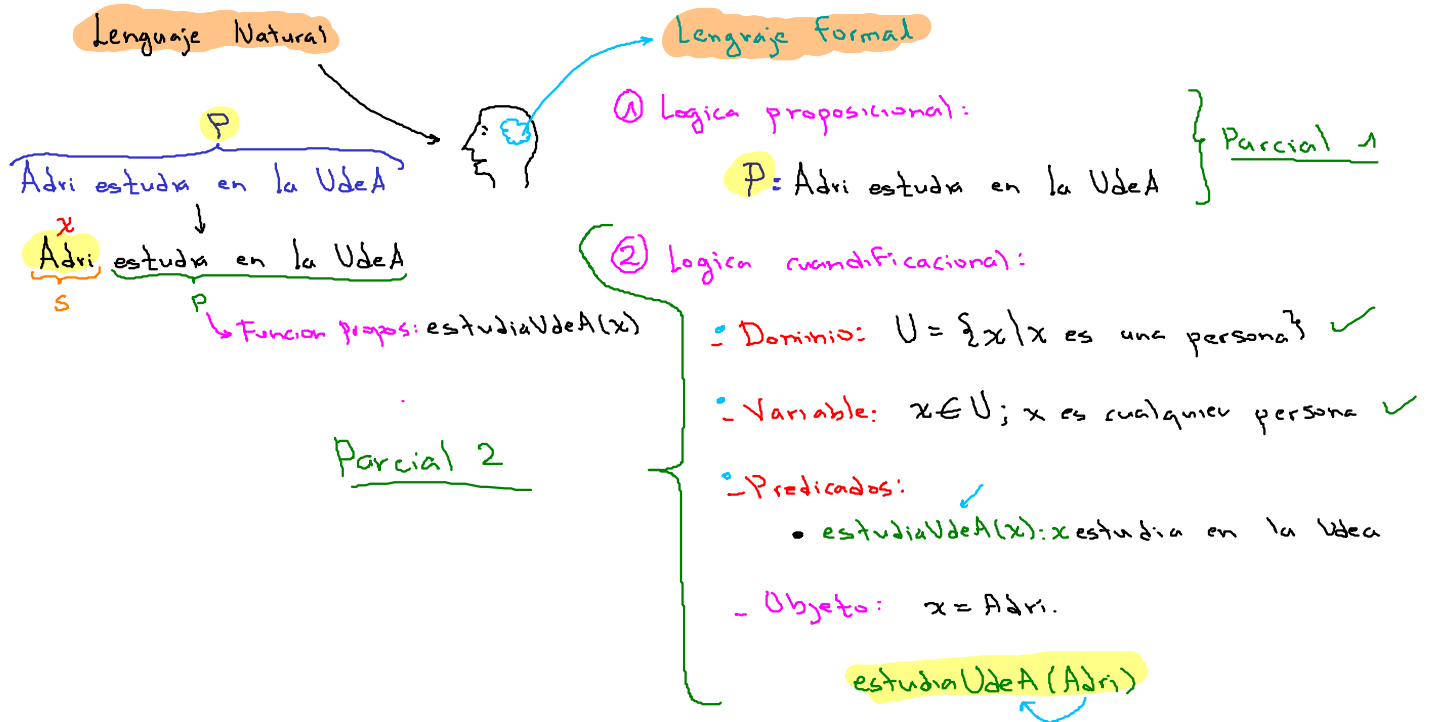 Lenguaje Natural
P
Adri estudia en la UdeA
x
Adri estudia en la UdeA
S
P
Funcion propos: estudiaUdeA(x)
Parcial 2
Lenguaje Formal
① Logica proposicional:
P: Adri estudia en la UdeA
Parcial 1
② Logica cuandificacional:
- Dominio: U = {x\x es una persona} ✓
- Variable: x∈U; x es cualquier persona ✓
- Predicados:
• estudiaUdeA(x): x estudia en la Udea
- Objeto: x = Adri.
estudiaUdeA(Adri)